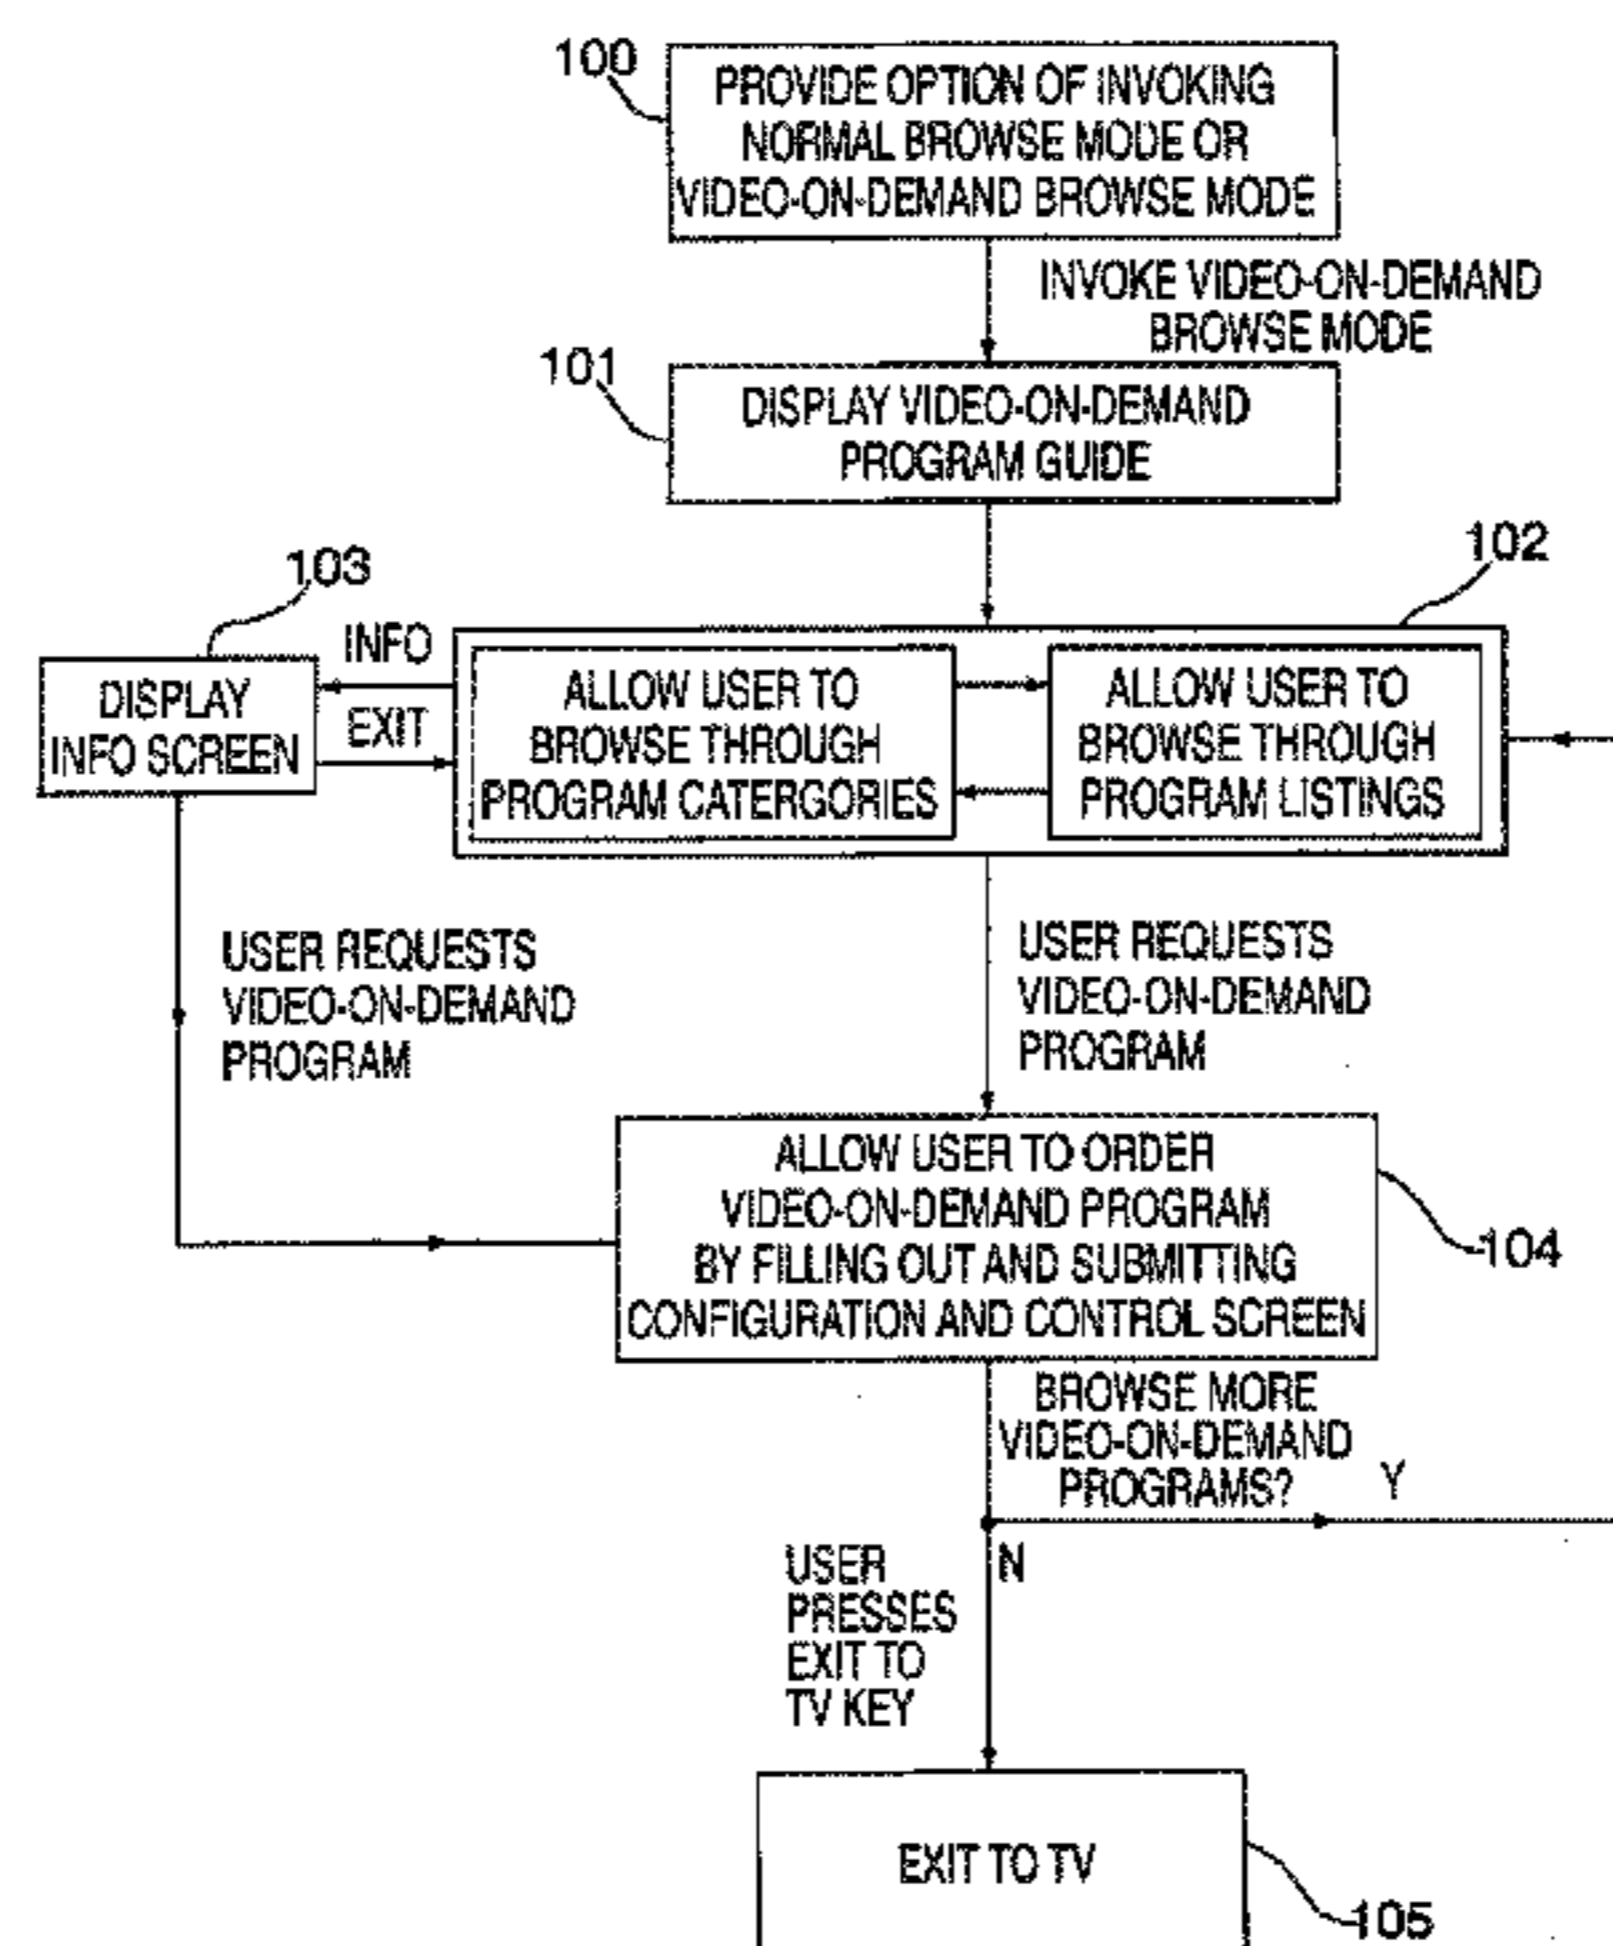 100
PROVIDE OPTION OF INVOKING
NORMAL BROWSE MODE OR
VIDEO-ON-DEMAND BROWSE MODE
INVOKE VIDEO-ON-DEMAND
BROWSE MODE
101
DISPLAY VIDEO-ON-DEMAND
PROGRAM GUIDE
102
103
INFO
DISPLAY
INFO SCREEN
EXIT
ALLOW USER TO
BROWSE THROUGH
PROGRAM CATERGORIES
ALLOW USER TO
BROWSE THROUGH
PROGRAM LISTINGS
USER REQUESTS
VIDEO-ON-DEMAND
PROGRAM
USER REQUESTS
VIDEO-ON-DEMAND
PROGRAM
ALLOW USER TO ORDER
VIDEO-ON-DEMAND PROGRAM
BY FILLING OUT AND SUBMITTING
CONFIGURATION AND CONTROL SCREEN
104
BROWSE MORE
VIDEO-ON-DEMAND
PROGRAMS?
Y
N
USER
PRESSES
EXIT TO
TV KEY
EXIT TO TV
105